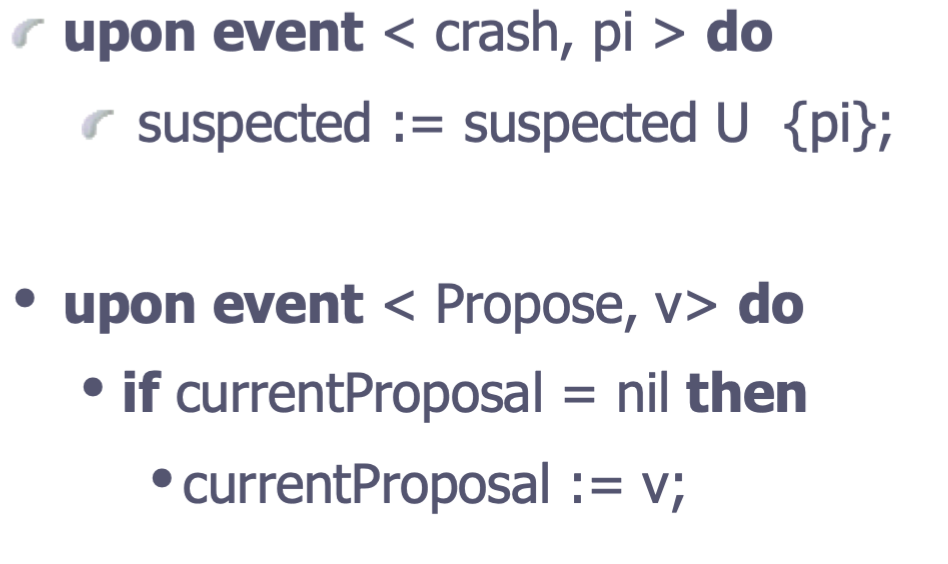 upon event < crash, pi > do
suspected := suspected U {pi};
• upon event < Propose, v> do
• if currentProposal = nil then
• currentProposal := v;